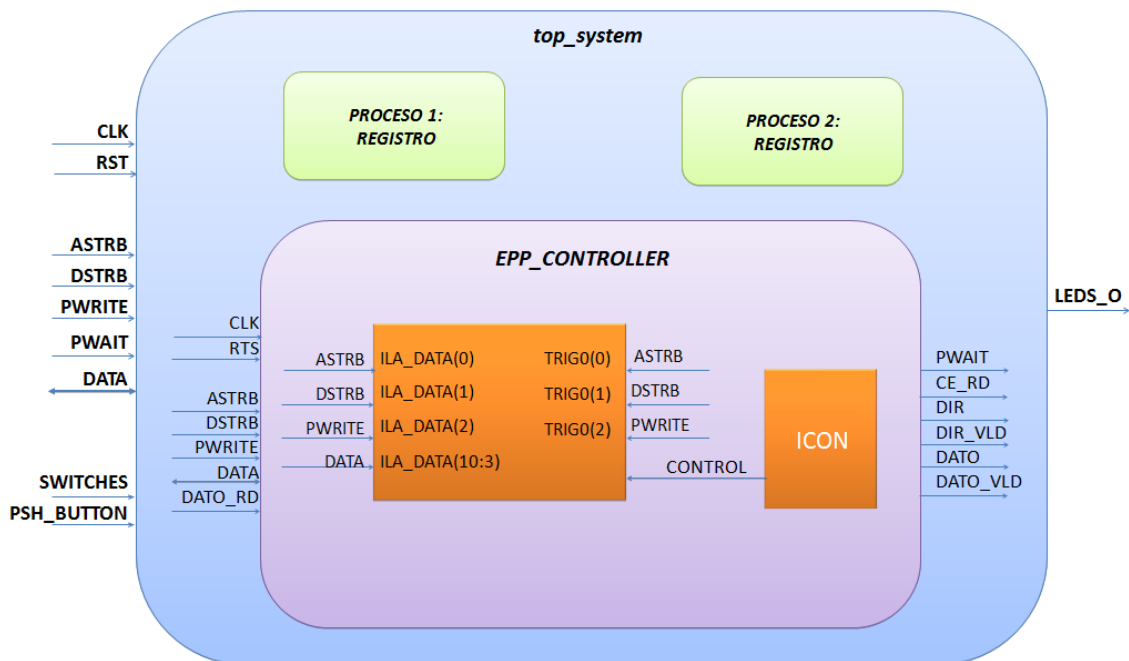 top_system
PROCESO 1:
REGISTRO
PROCESO 2:
REGISTRO
CLK
RST
ASTRB
DSTRB
PWRITE
PWAIT
DATA
SWITCHES
PSH_BUTTON
LEDS_O
EPP_CONTROLLER
CLK
RTS
ASTRB
DSTRB
PWRITE
DATA
DATO_RD
ASTRB
DSTRB
PWRITE
DATA
ILA_DATA(0)
ILA_DATA(1)
ILA_DATA(2)
ILA_DATA(10:3)
TRIG0(0)
TRIG0(1)
TRIG0(2)
ASTRB
DSTRB
PWRITE
CONTROL
ICON
PWAIT
CE_RD
DIR
DIR_VLD
DATO
DATO_VLD